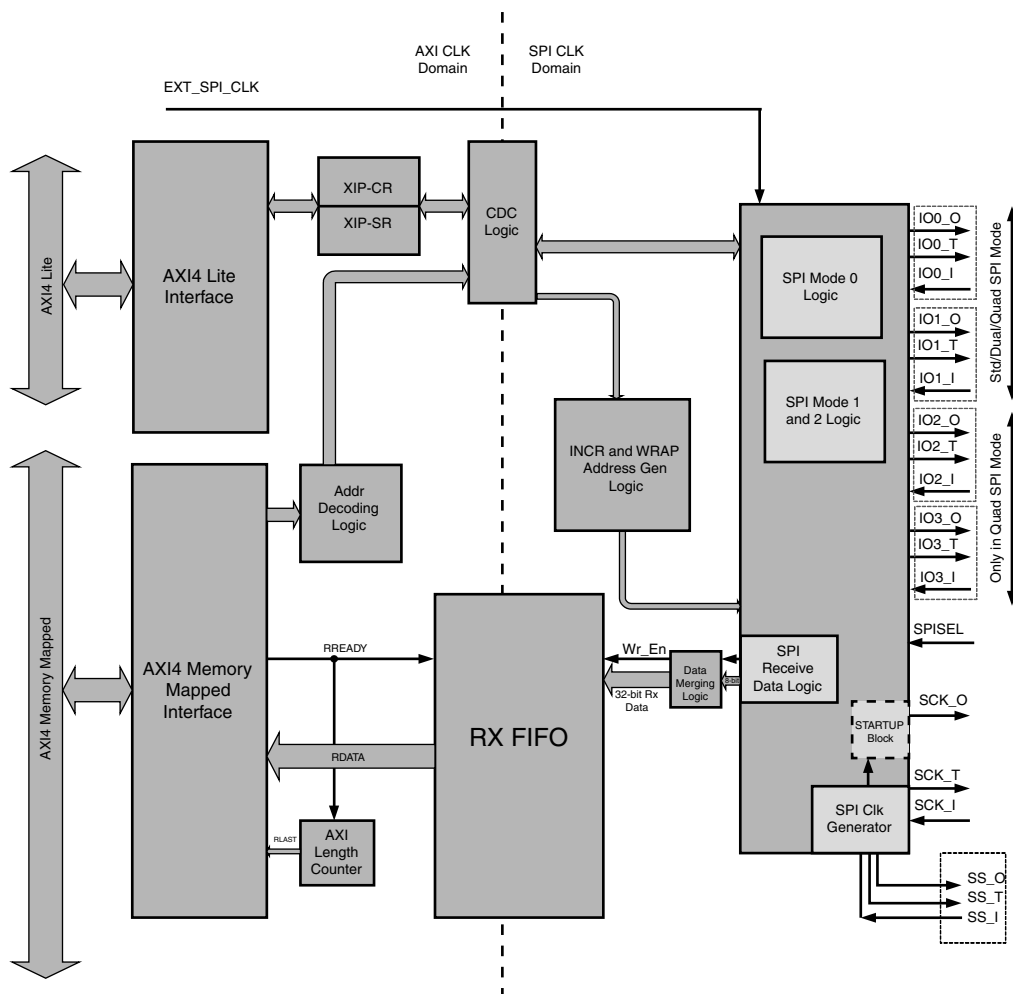 AXI CLK
Domain
SPI CLK
Domain
EXT_SPI_CLK
AXI4 Lite
AXI4 Lite
Interface
XIP-CR
XIP-SR
CDC
Logic
SPI Mode 0
Logic
SPI Mode 1
and 2 Logic
IO0_O
IO0_T
IO0_I
IO1_O
IO1_T
IO1_I
Std/Dual/Quad SPI Mode
IO2_O
IO2_T
IO2_I
IO3_O
IO3_T
IO3_I
Only in Quad SPI Mode
INCR and WRAP
Address Gen
Logic
Addr
Decoding
Logic
AXI4 Memory Mapped
AXI4 Memory
Mapped
Interface
RREADY
RDATA
RLAST
AXI
Length
Counter
RX FIFO
Wr_En
32-bit Rx
Data
Data
Merging
Logic
8-bit
SPI
Receive
Data Logic
SPISEL
STARTUP
Block
SCK_O
SCK_T
SCK_I
SPI Clk
Generator
SS_O
SS_T
SS_I